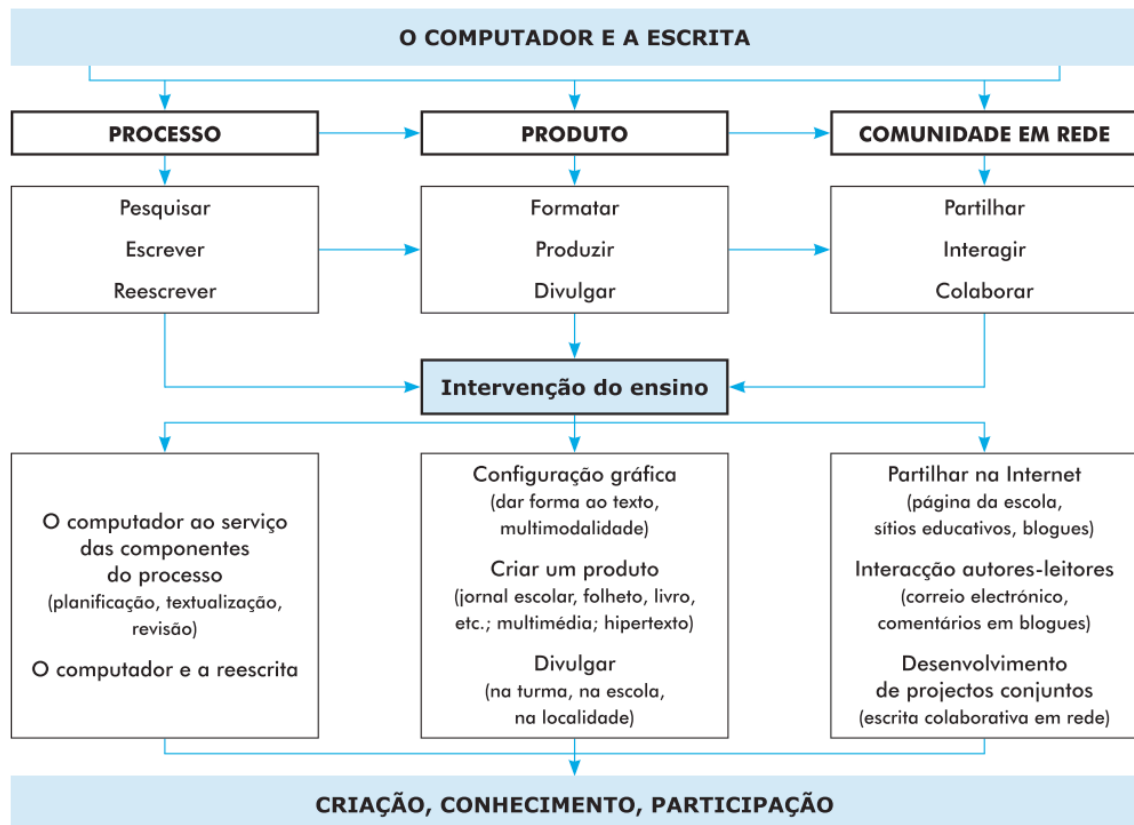 O COMPUTADOR E A ESCRITA
PROCESSO
PRODUTO
COMUNIDADE EM REDE
Pesquisar
Escrever
Reescrever
Formatar
Produzir
Divulgar
Partilhar
Interagir
Colaborar
Intervenção do ensino
O computador ao serviço
das componentes
do processo
(planificação, textualização,
revisão)
O computador e a reescrita
Configuração gráfica
(dar forma ao texto,
multimodalidade)
Criar um produto
(jornal escolar, folheto, livro,
etc.; multimédia; hipertexto)
Divulgar
(na turma, na escola,
na localidade)
Partilhar na Internet
(página da escola,
sítios educativos, blogues)
Interacção autores-leitores
(correio electrónico,
comentários em blogues)
Desenvolvimento
de projectos conjuntos
(escrita colaborativa em rede)
CRIAÇÃO, CONHECIMENTO, PARTICIPAÇÃO